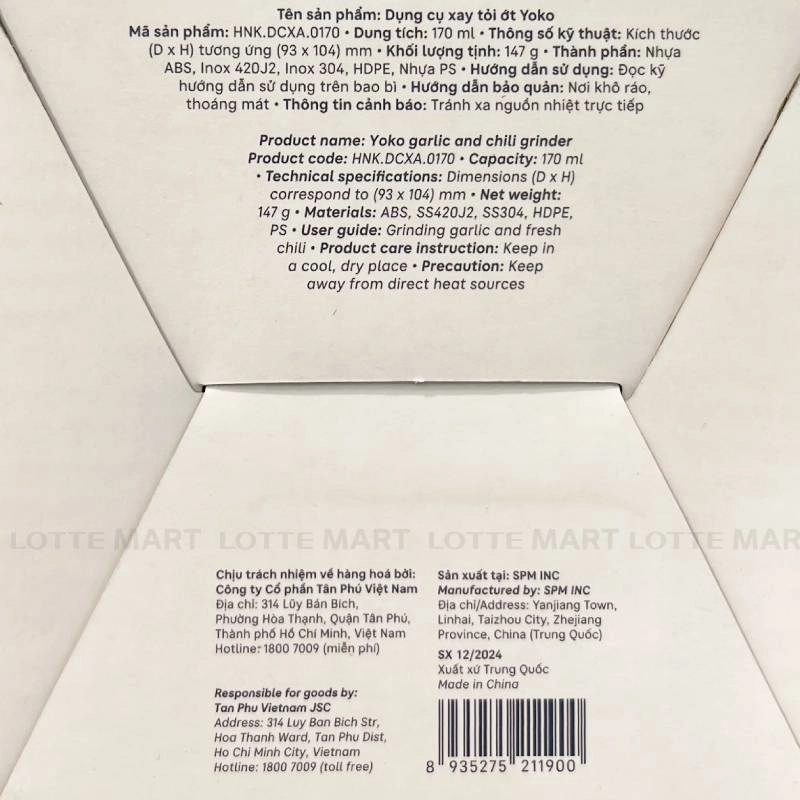 Tên sản phẩm: Dụng cụ xay tỏi ớt Yoko
Mã sản phẩm: HNK.DCXA.0170 • Dung tích: 170 ml • Thông số kỹ thuật: Kích thước
(D x H) tương ứng (93 x 104) mm • Khối lượng tịnh: 147 g • Thành phần: Nhựa
ABS, Inox 420J2, Inox 304, HDPE, Nhựa PS • Hướng dẫn sử dụng: Đọc kỹ
hướng dẫn sử dụng trên bao bì • Hướng dẫn bảo quản: Nơi khô ráo,
thoáng mát • Thông tin cảnh báo: Tránh xa nguồn nhiệt trực tiếp
Product name: Yoko garlic and chili grinder
Product code: HNK.DCXA.0170 • Capacity: 170 ml
• Technical specifications: Dimensions (D x H)
correspond to (93 x 104) mm • Net weight:
147 g • Materials: ABS, SS420J2, SS304, HDPE,
PS • User guide: Grinding garlic and fresh
chili • Product care instruction: Keep in
a cool, dry place • Precaution: Keep
away from direct heat sources
LOTTE MART LOTTE MART LOTTE MART LOTTE MART
Chịu trách nhiệm về hàng hoá bởi:
Công ty Cổ phần Tân Phú Việt Nam
Địa chỉ: 314 Lũy Bán Bích,
Phường Hòa Thạnh, Quận Tân Phú,
Thành phố Hồ Chí Minh, Việt Nam
Hotline: 1800 7009 (miễn phí)
Responsible for goods by:
Tan Phu Vietnam JSC
Address: 314 Luy Ban Bich Str,
Hoa Thanh Ward, Tan Phu Dist,
Ho Chi Minh City, Vietnam
Hotline: 1800 7009 (toll free)
Sản xuất tại: SPM INC
Manufactured by: SPM INC
Địa chỉ/Address: Yanjiang Town,
Linhai, Taizhou City, Zhejiang
Province, China (Trung Quốc)
SX 12/2024
Xuất xứ Trung Quốc
Made in China
8 935275 211900